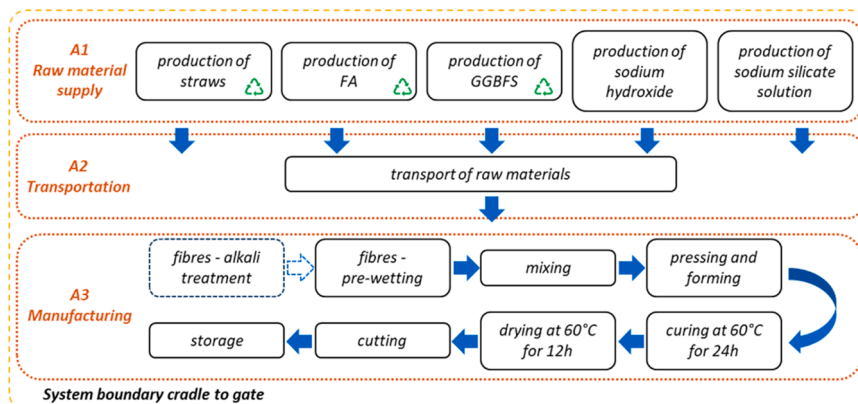 A1
Raw material
supply
production of
straws
production of
FA
production of
GGBFS
production of
sodium
hydroxide
production of
sodium silicate
solution
A2
Transportation
transport of raw materials
A3
Manufacturing
fibres - alkali
treatment
fibres -
pre-wetting
mixing
pressing and
forming
curing at 60°C
for 24h
drying at 60°C
for 12h
cutting
storage
System boundary cradle to gate